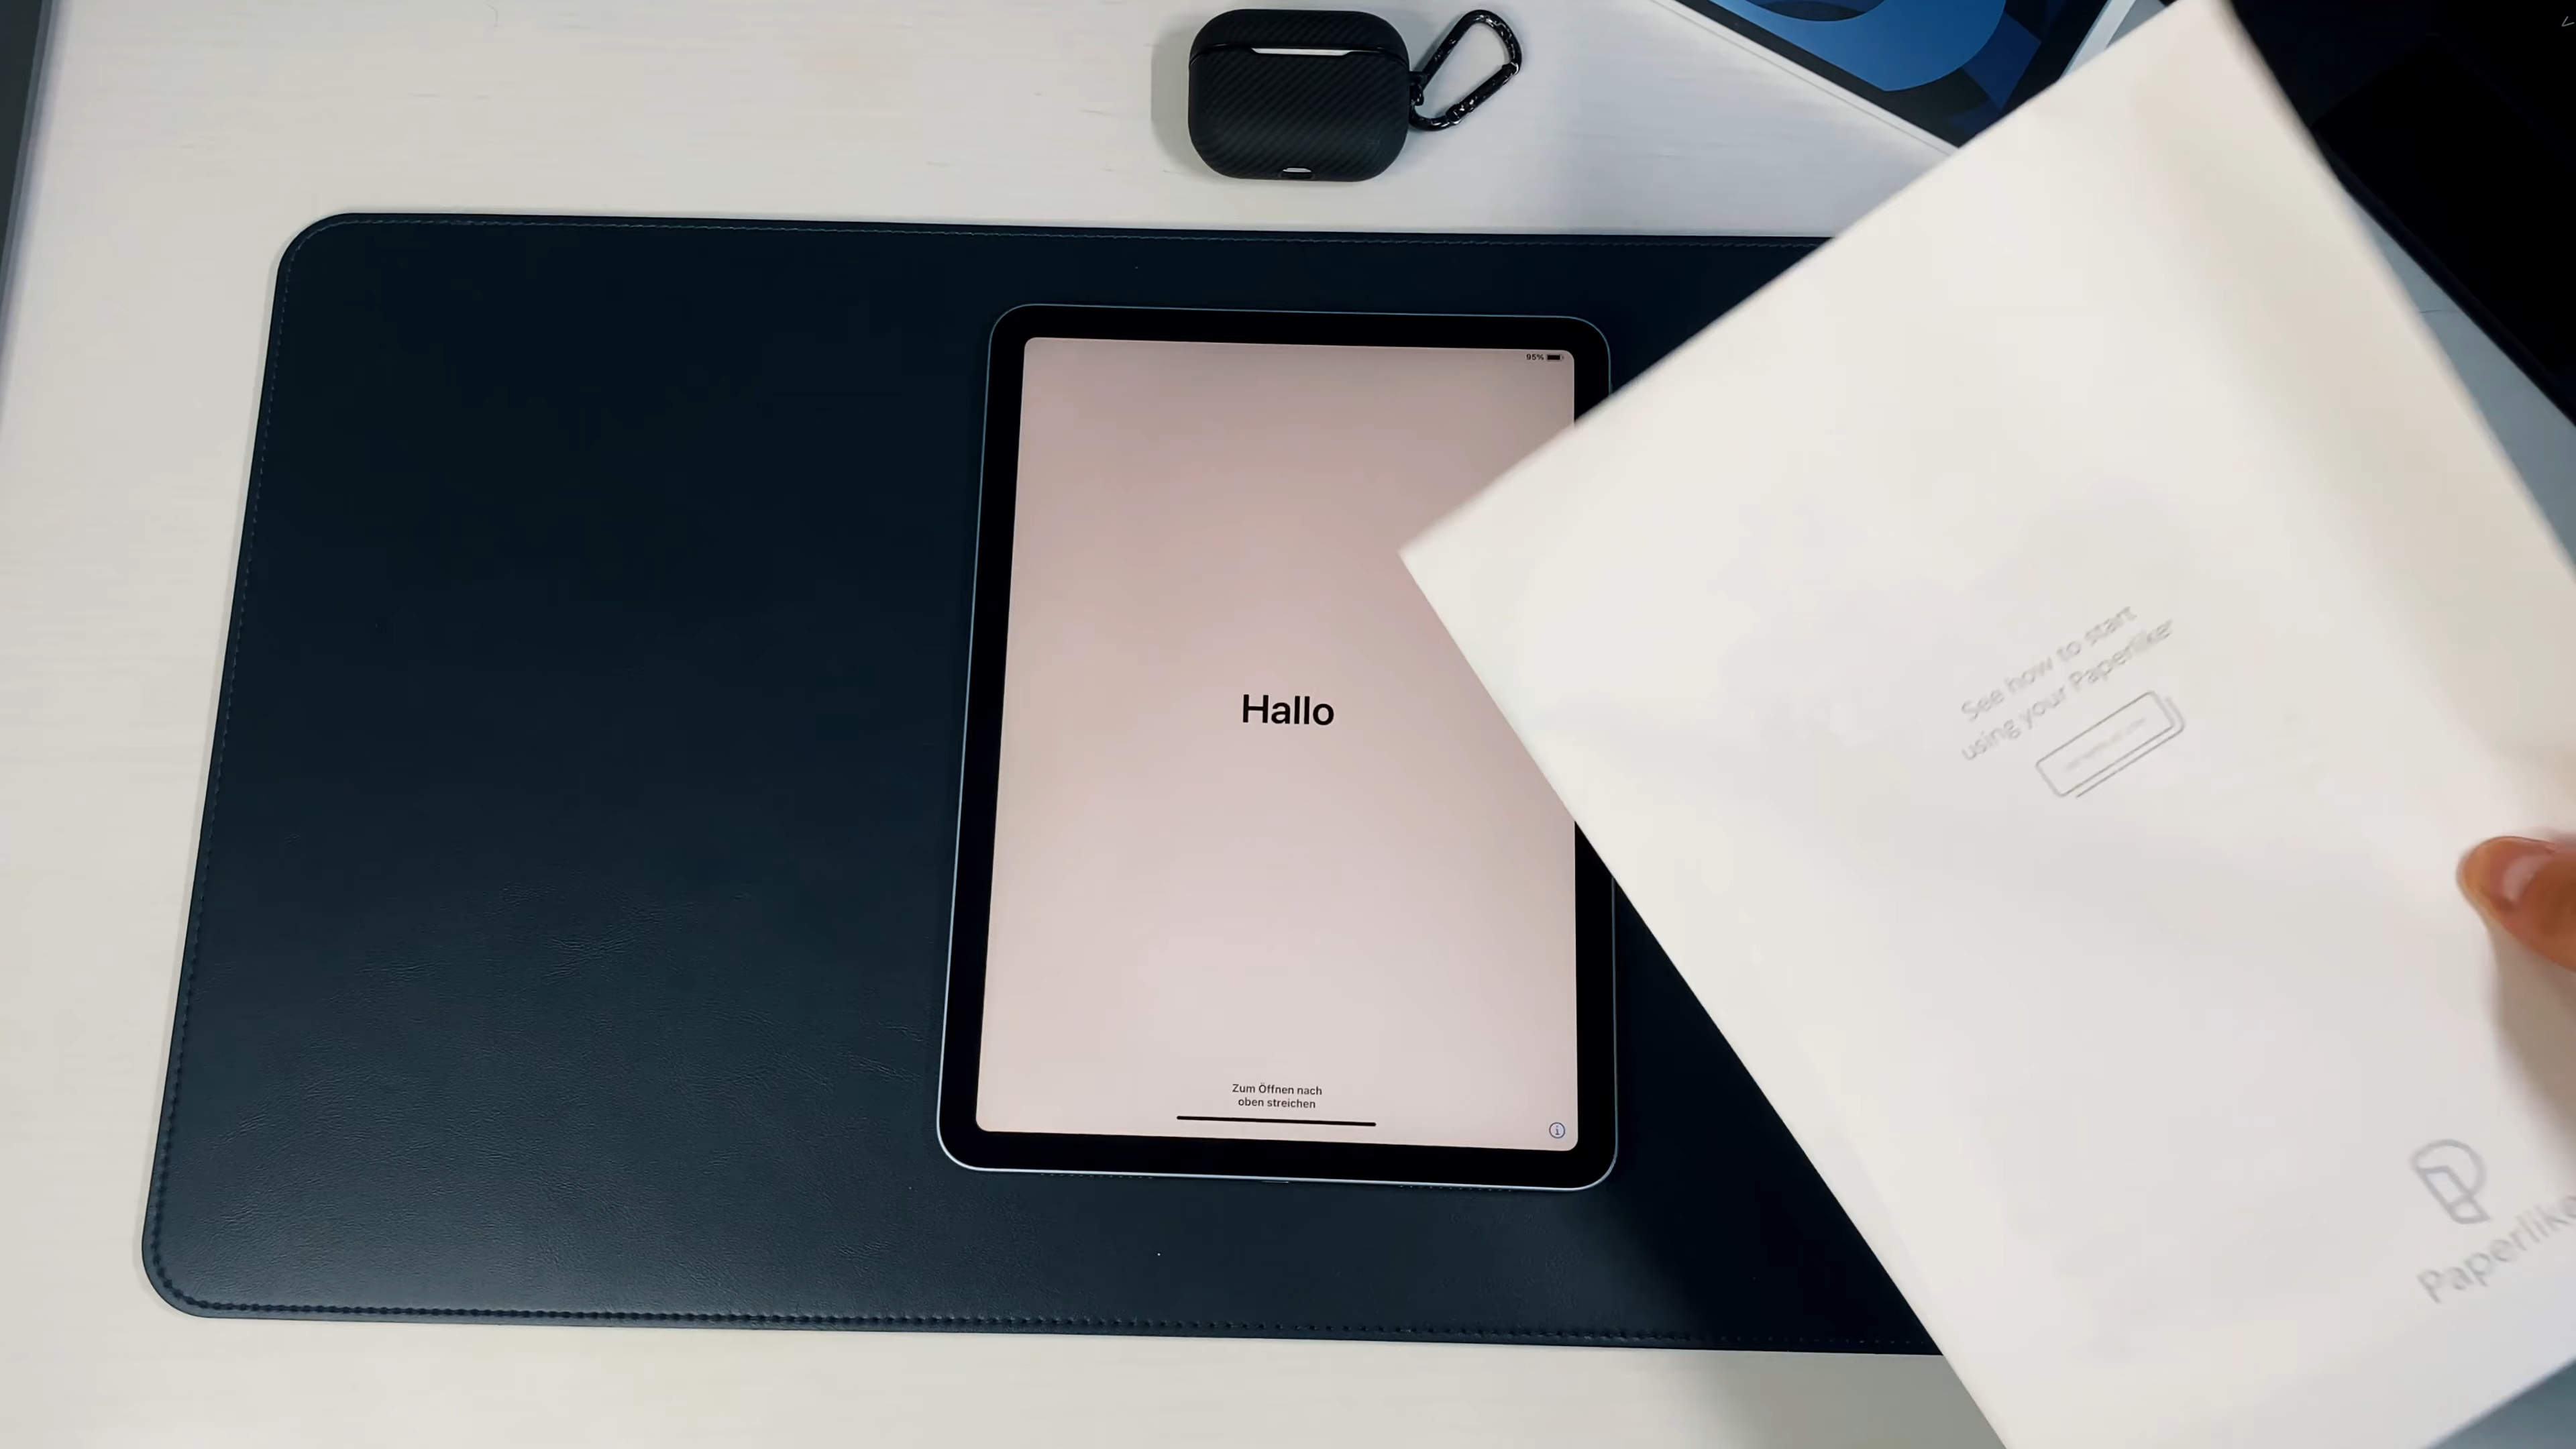 95%
Hallo
Zum Öffnen nach
oben streichen
See how to start
using your Paperlike
Paperlike